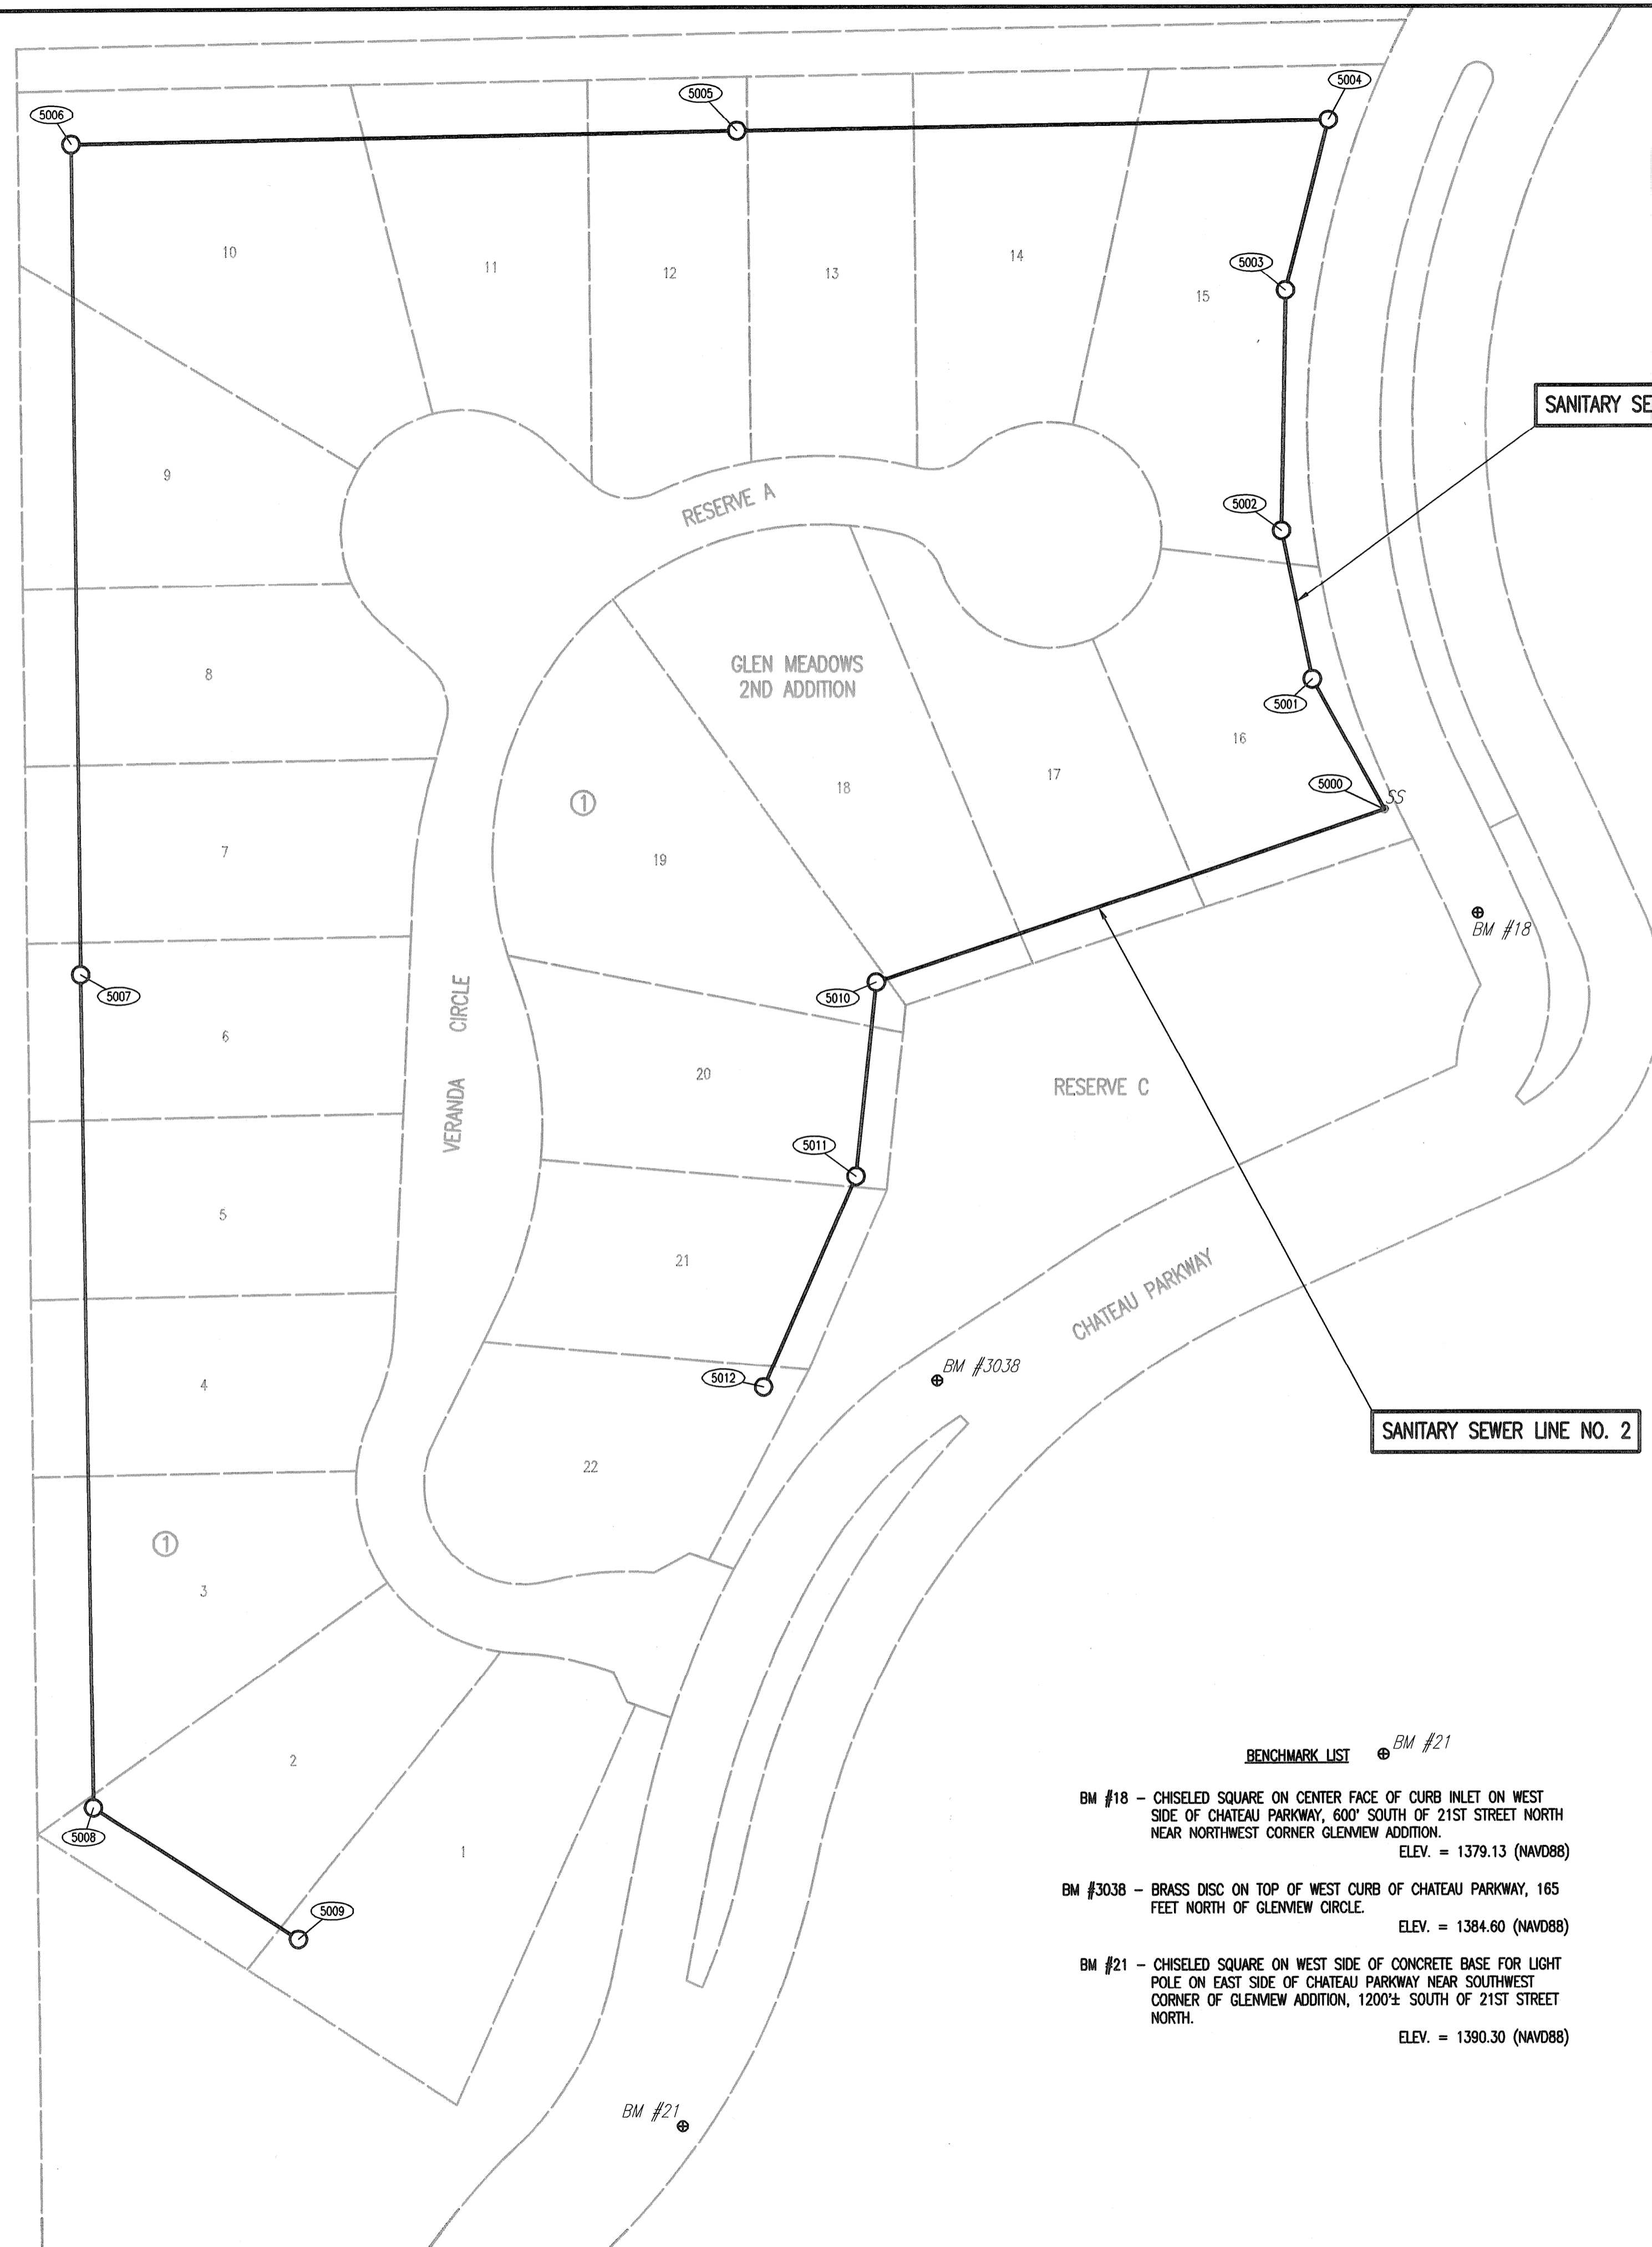 5004
5005
5006
10
11
12
13
14
15
5003
SANITARY SE
9
RESERVE A
5002
8
GLEN MEADOWS
2ND ADDITION
5001
16
18
17
5000
SS
1
7
19
BM #18
5007
5010
VERANDA CIRCLE
6
20
RESERVE C
5011
5
21
CHATEAU PARKWAY
BM #3038
5012
4
SANITARY SEWER LINE NO. 2
22
1
3
2
BENCHMARK LIST
BM #21
BM #18 – CHISELED SQUARE ON CENTER FACE OF CURB INLET ON WEST
SIDE OF CHATEAU PARKWAY, 600' SOUTH OF 21ST STREET NORTH
NEAR NORTHWEST CORNER GLENVIEW ADDITION.
ELEV. = 1379.13 (NAVD88)
5008
1
BM #3038 – BRASS DISC ON TOP OF WEST CURB OF CHATEAU PARKWAY, 165
FEET NORTH OF GLENVIEW CIRCLE.
ELEV. = 1384.60 (NAVD88)
5009
BM #21 – CHISELED SQUARE ON WEST SIDE OF CONCRETE BASE FOR LIGHT
POLE ON EAST SIDE OF CHATEAU PARKWAY NEAR SOUTHWEST
CORNER OF GLENVIEW ADDITION, 1200'± SOUTH OF 21ST STREET
NORTH.
ELEV. = 1390.30 (NAVD88)
BM #21